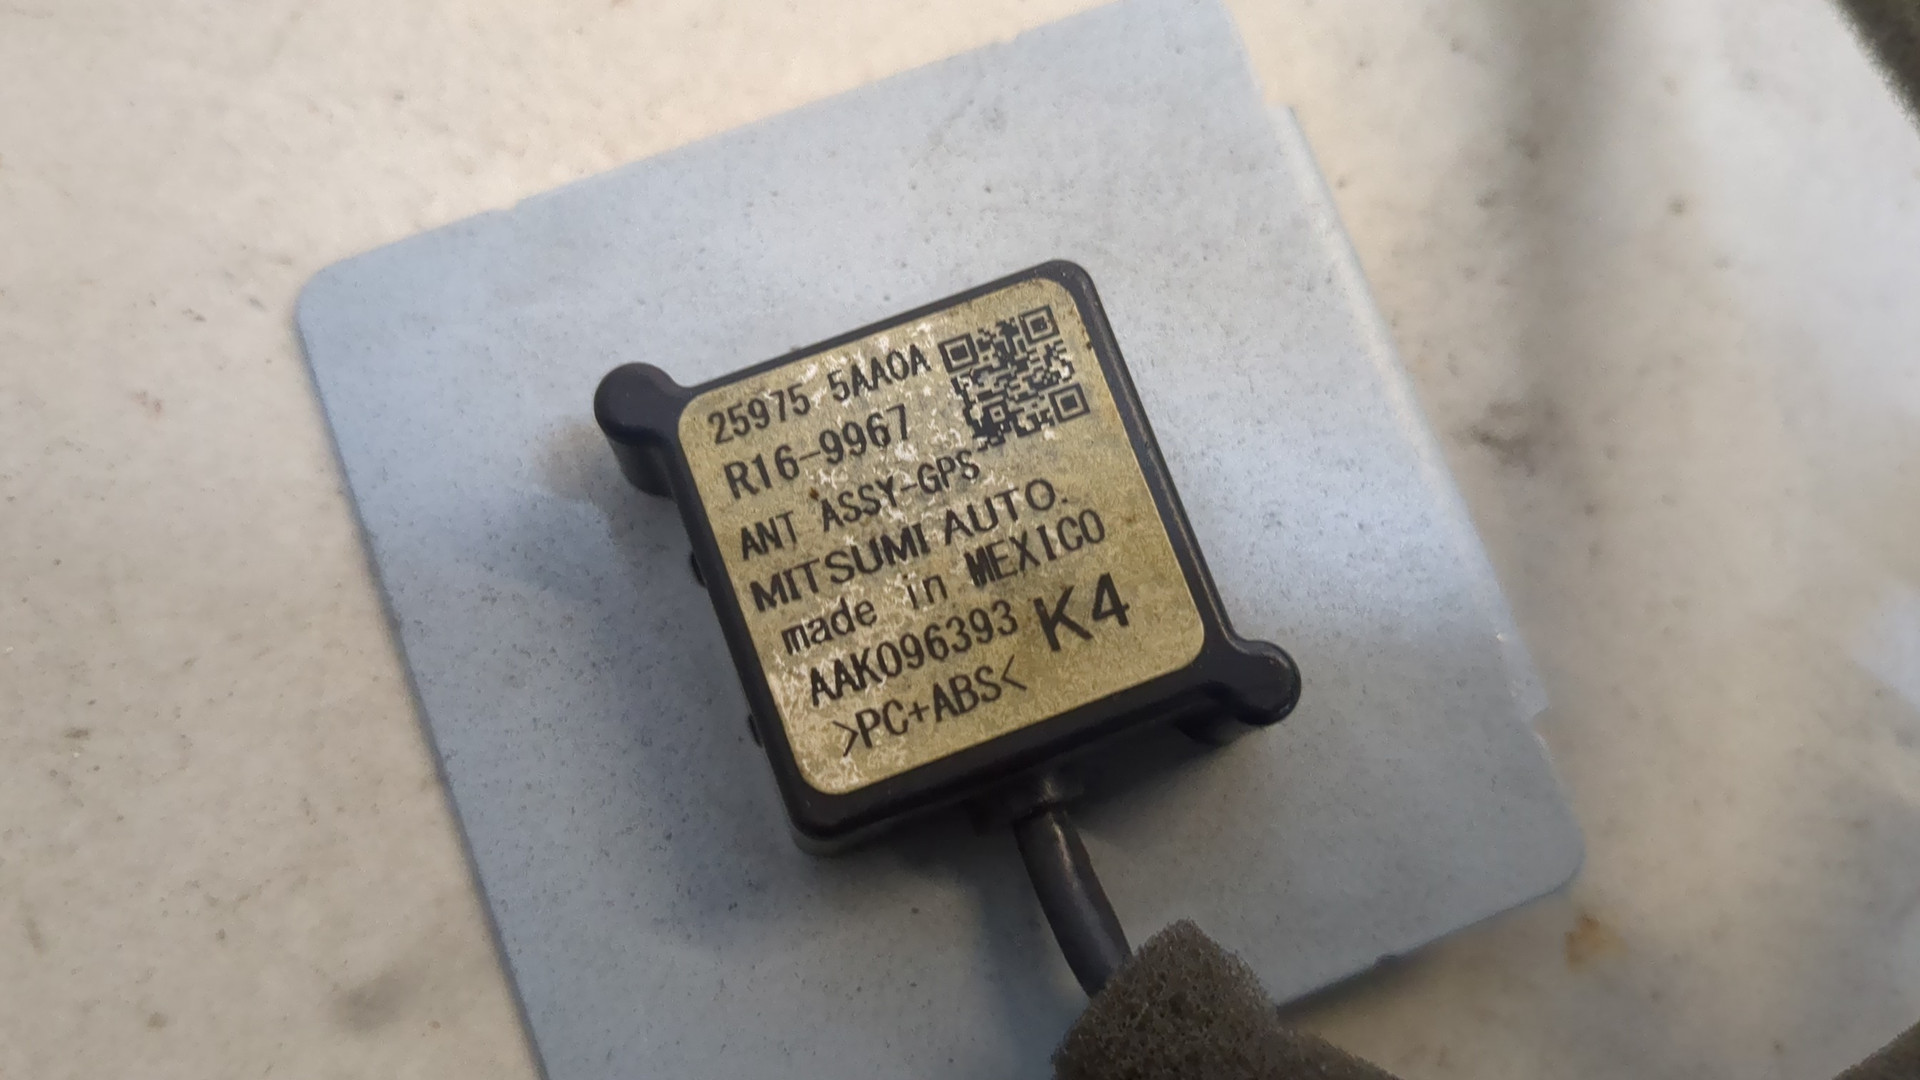 25975 5AA0A
R16-9967
ANT ASSY-GPS
MITSUMI AUTO.
made in MEXICO
AAK096393 K4
>PC+ABS<